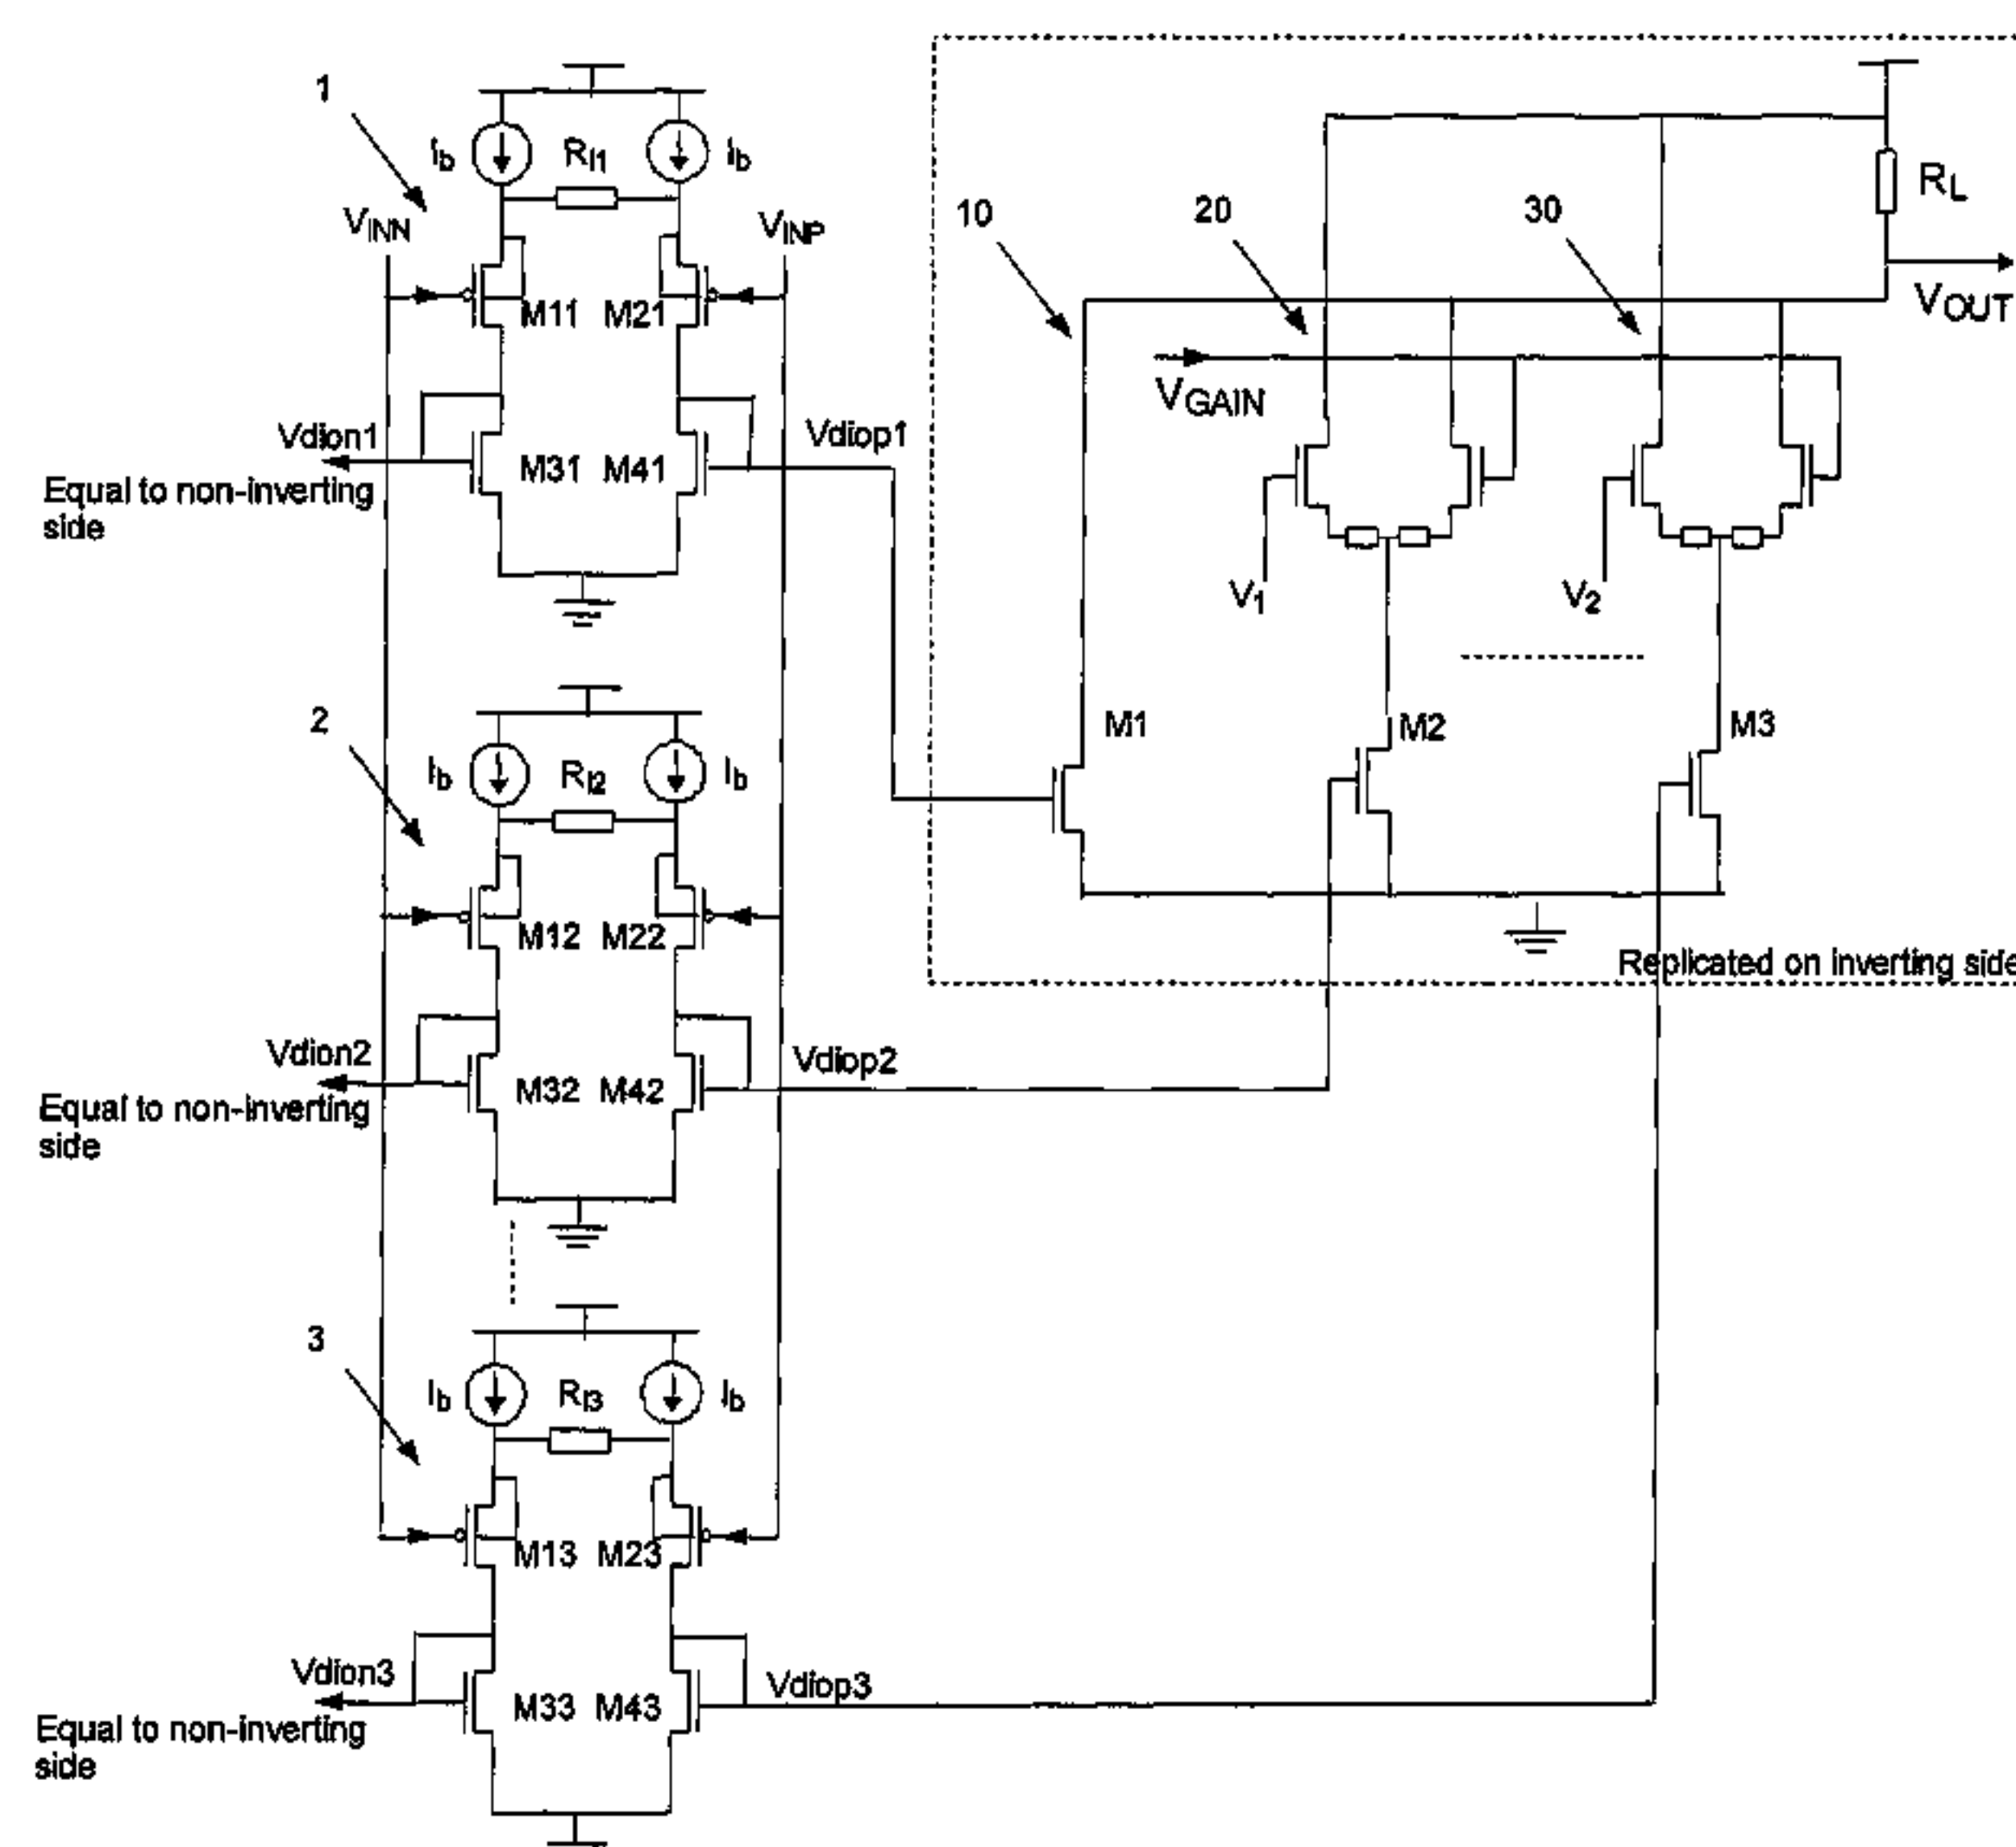 1
Ib
RI1
Ib
VINN
VINP
M11
M21
Vdion1
M31
M41
Vdiop1
Equal to non-inverting
side
2
Ib
RI2
Ib
M12
M22
Vdion2
M32
M42
Vdiop2
Equal to non-inverting
side
3
Ib
RI3
Ib
M13
M23
Vdion3
M33
M43
Vdiop3
Equal to non-inverting
side
10
20
30
RL
VOUT
VGAIN
V1
V2
M1
M2
M3
Replicated on inverting side